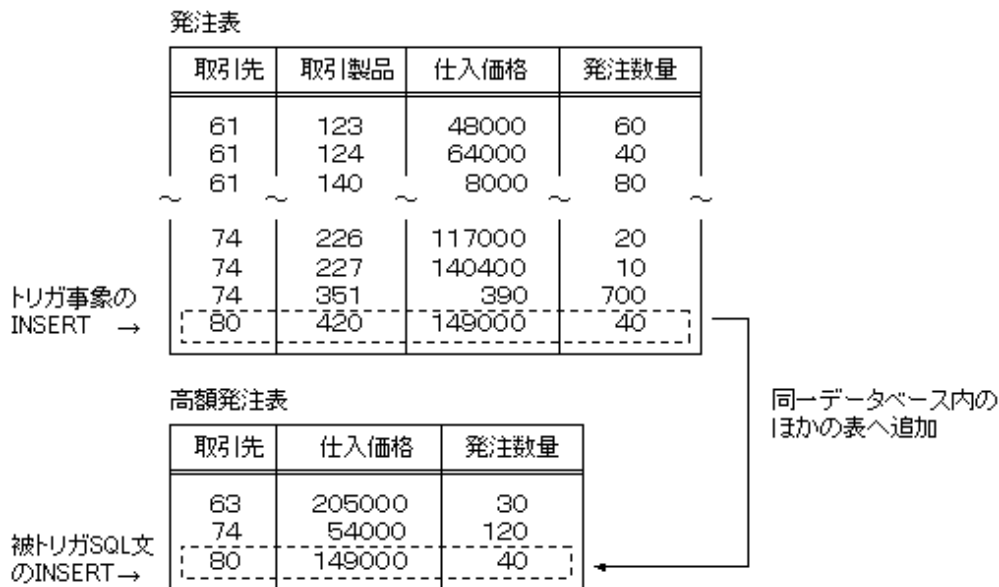 発注表
取引先 取引製品 仕入価格 発注数量
61 123 48000 60
61 124 64000 40
61 140 8000 80
～ ～ ～ ～ ～
74 226 117000 20
74 227 140400 10
74 351 390 700
トリガ事象の
INSERT →
80 420 149000 40
同一データベース内の
ほかの表へ追加
高額発注表
取引先 仕入価格 発注数量
63 205000 30
74 54000 120
被トリガSQL文
のINSERT→
80 149000 40